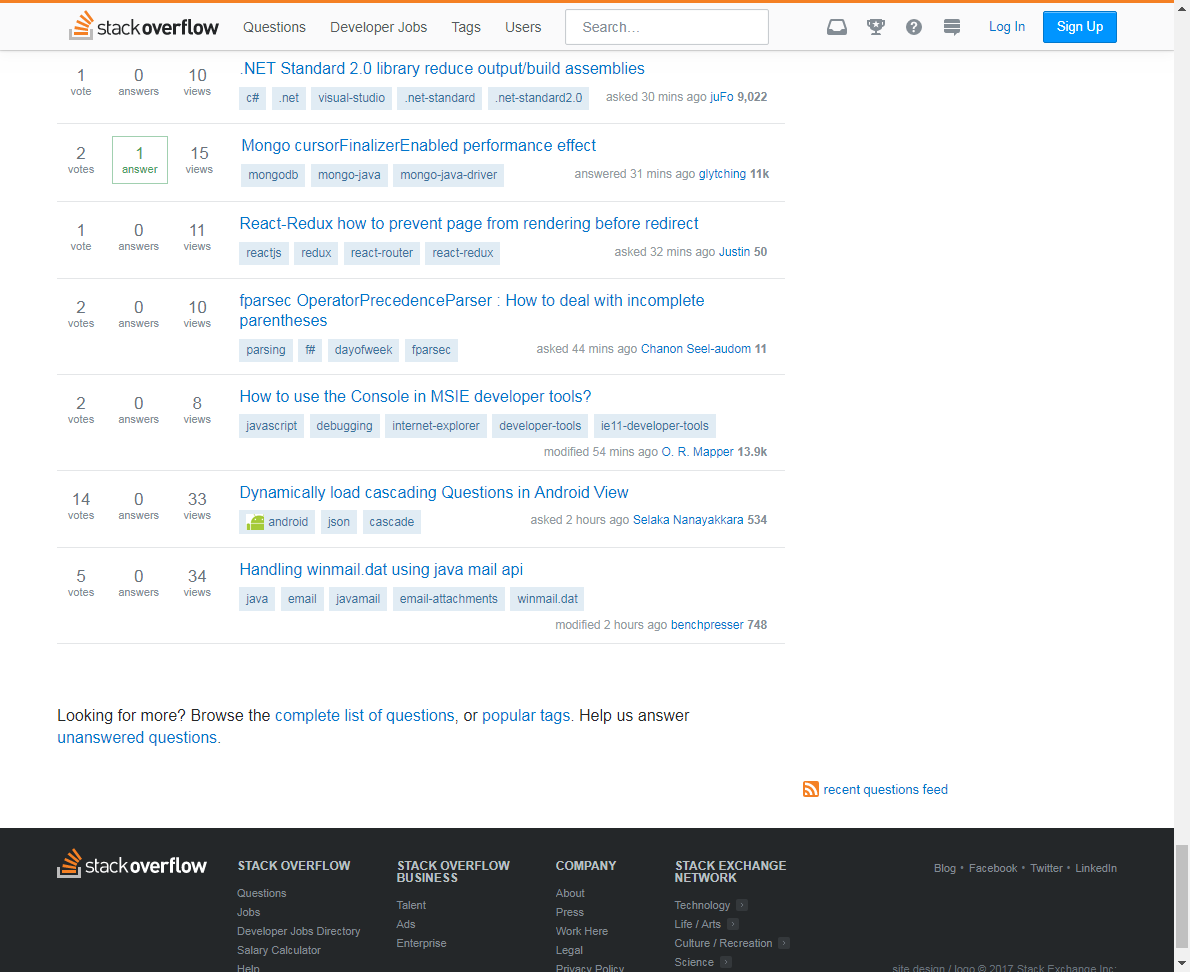 stackoverflow Questions Developer Jobs Tags Users Search... Log In Sign Up
1 0 10 .NET Standard 2.0 library reduce output/build assemblies
vote answers views c# .net visual-studio .net-standard .net-standard2.0 asked 30 mins ago juFo 9,022
2 1 15 Mongo cursorFinalizerEnabled performance effect
votes answer views mongodb mongo-java mongo-java-driver answered 31 mins ago glytching 11k
1 0 11 React-Redux how to prevent page from rendering before redirect
vote answers views reactjs redux react-router react-redux asked 32 mins ago Justin 50
2 0 10 fparsec OperatorPrecedenceParser : How to deal with incomplete
votes answers views parentheses
parsing f# dayofweek fparsec asked 44 mins ago Chanon Seel-audom 11
2 0 8 How to use the Console in MSIE developer tools?
votes answers views javascript debugging internet-explorer developer-tools ie11-developer-tools
modified 54 mins ago O. R. Mapper 13.9k
14 0 33 Dynamically load cascading Questions in Android View
votes answers views android json cascade asked 2 hours ago Selaka Nanayakkara 534
5 0 34 Handling winmail.dat using java mail api
votes answers views java email javamail email-attachments winmail.dat
modified 2 hours ago benchpresser 748
Looking for more? Browse the complete list of questions, or popular tags. Help us answer
unanswered questions.
recent questions feed
stackoverflow
STACK OVERFLOW
Questions
Jobs
Developer Jobs Directory
Salary Calculator
Help
STACK OVERFLOW
BUSINESS
Talent
Ads
Enterprise
COMPANY
About
Press
Work Here
Legal
Privacy Policy
STACK EXCHANGE
NETWORK
Technology
Life / Arts
Culture / Recreation
Science
Blog • Facebook • Twitter • LinkedIn
site design / logo © 2017 Stack Exchange Inc;